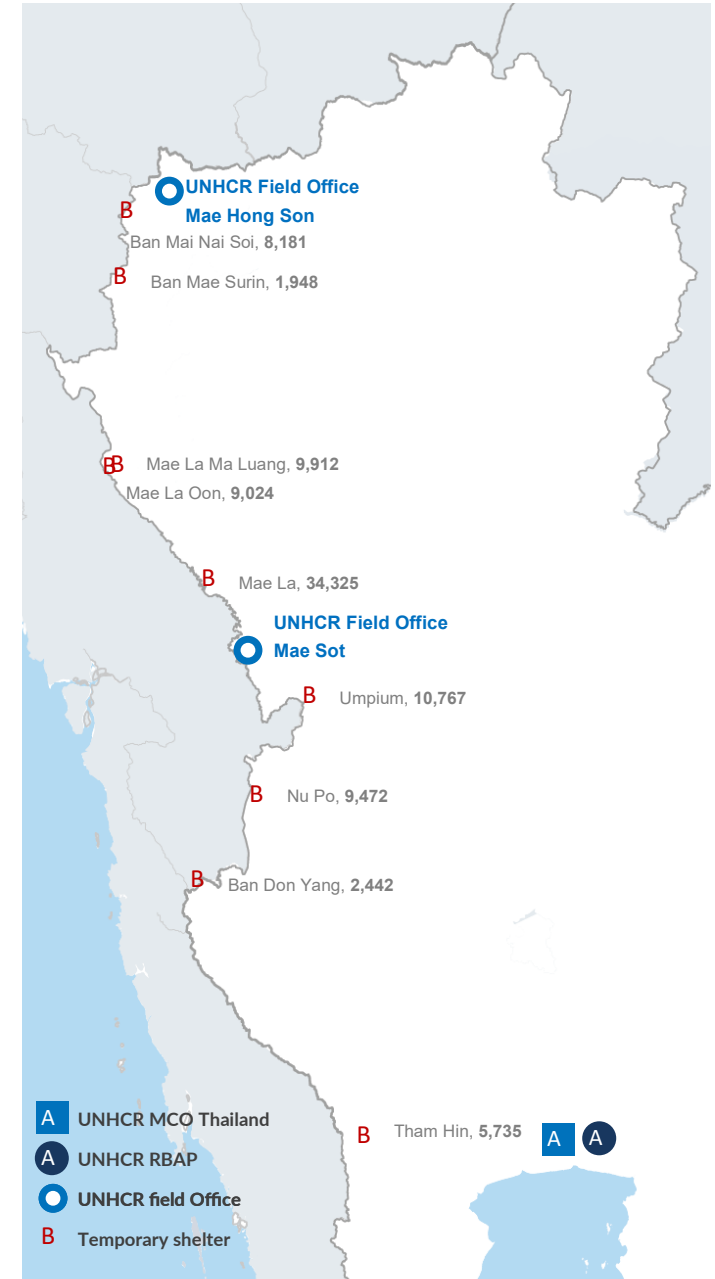 UNHCR Field Office
Mae Hong Son
B
Ban Mai Nai Soi, 8,181
B
Ban Mae Surin, 1,948
B
B
Mae La Ma Luang, 9,912
Mae La Oon, 9,024
B
Mae La, 34,325
UNHCR Field Office
Mae Sot
B
Umpium, 10,767
B
Nu Po, 9,472
B
Ban Don Yang, 2,442
B
Tham Hin, 5,735
A
A
A UNHCR MCO Thailand
A UNHCR RBAP
UNHCR field Office
B Temporary shelter